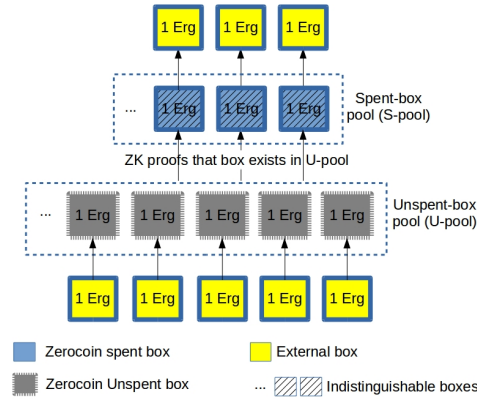 1 Erg 1 Erg 1 Erg
... 1 Erg 1 Erg 1 Erg
Spent-box
pool (S-pool)
ZK proofs that box exists in U-pool
... 1 Erg 1 Erg 1 Erg 1 Erg 1 Erg
Unspent-box
pool (U-pool)
1 Erg 1 Erg 1 Erg 1 Erg 1 Erg
Zerocoin spent box
External box
Zerocoin Unspent box
... Indistinguishable boxes